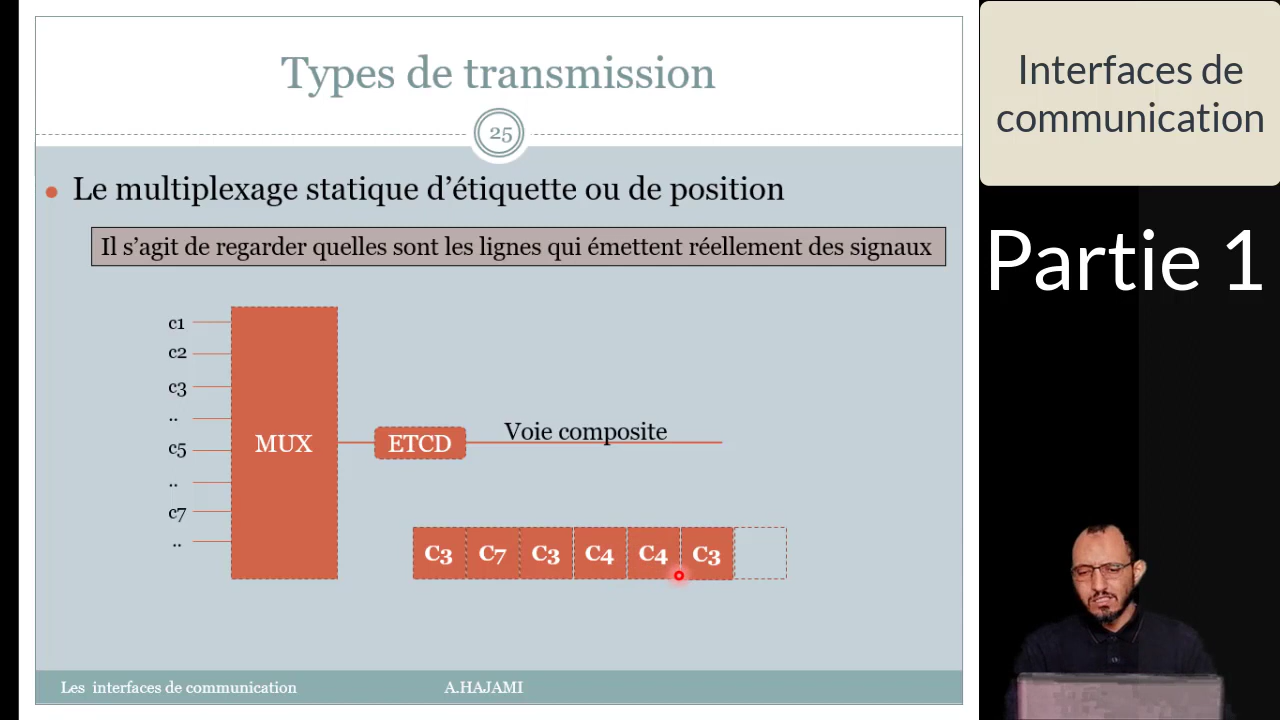 Types de transmission
25
Le multiplexage statique d’étiquette ou de position
Il s’agit de regarder quelles sont les lignes qui émettent réellement des signaux
c1
c2
c3
..
c5
..
c7
..
MUX
ETCD
Voie composite
C3 C7 C3 C4 C4 C3
Les interfaces de communication
A.HAJAMI
Interfaces de
communication
Partie 1